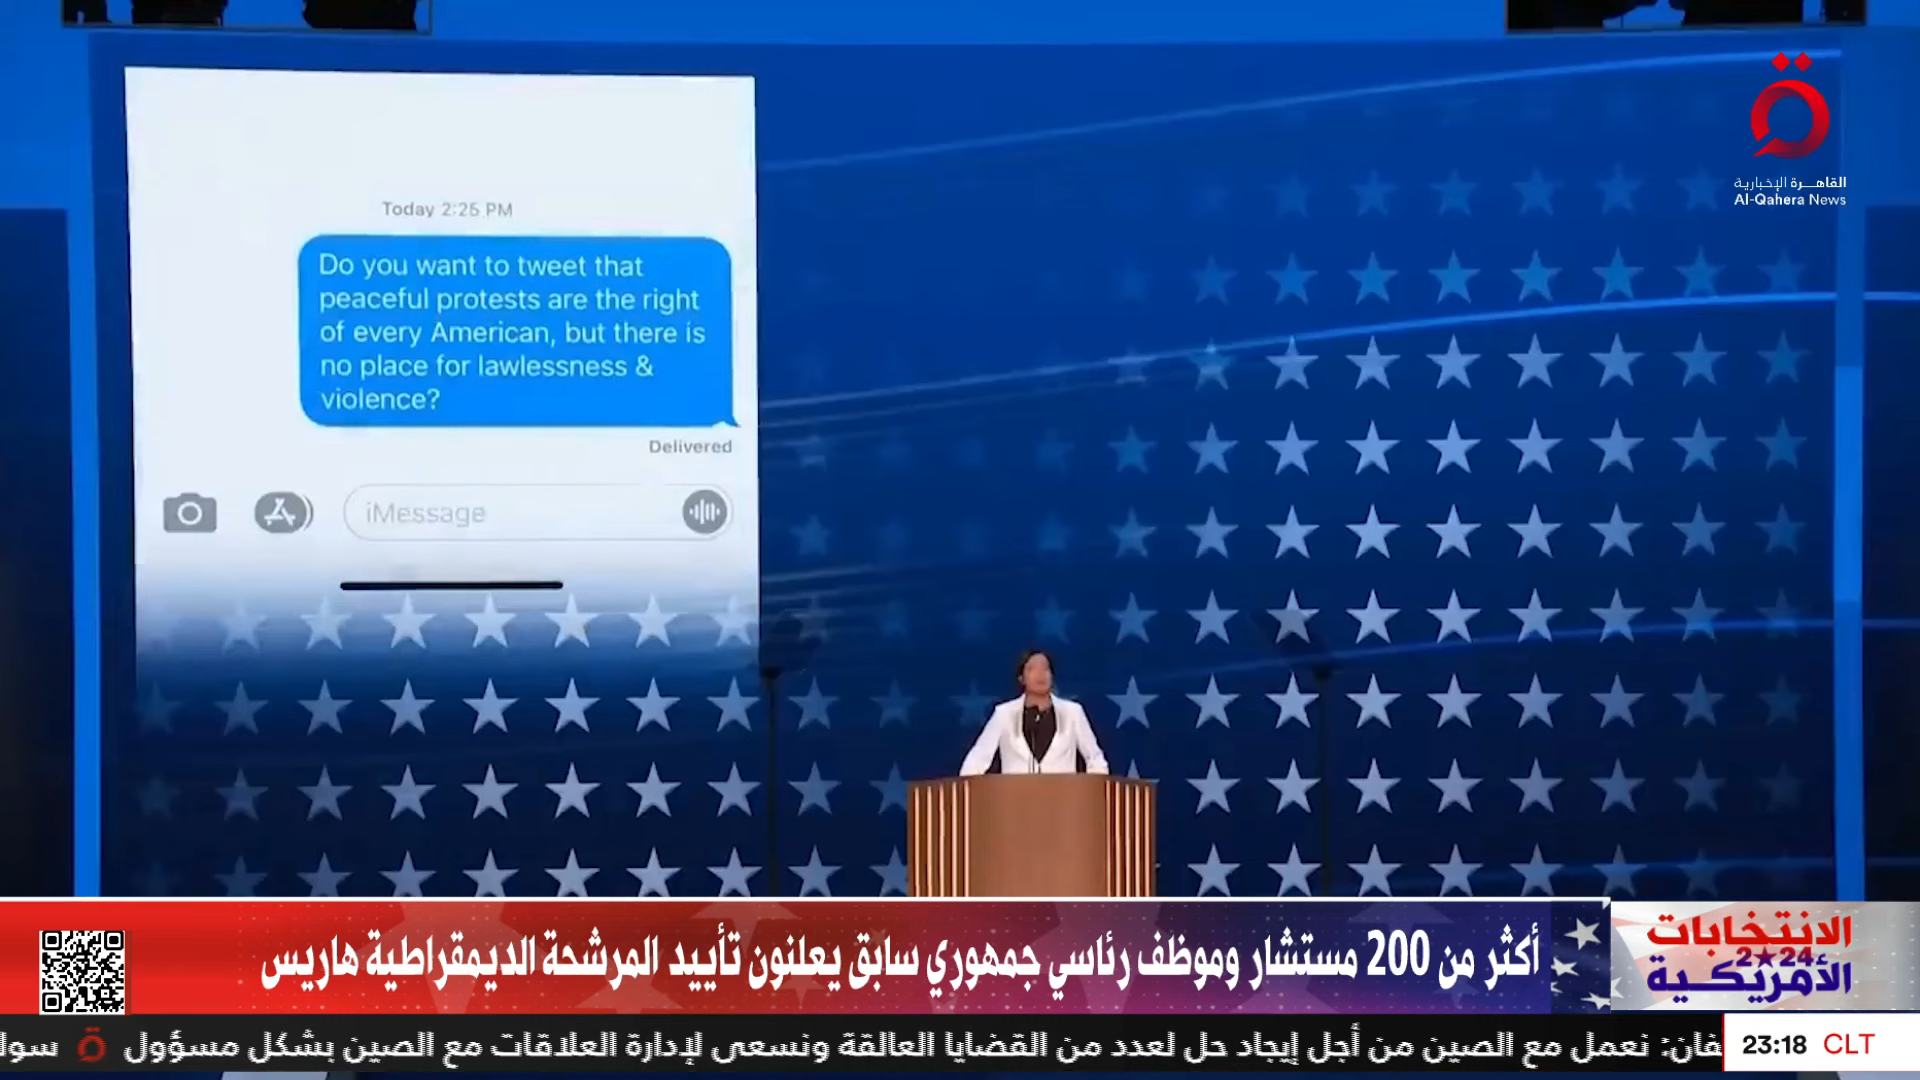 القاهـرة الإخبارية
Al-Qahera News
Today 2:25 PM
Do you want to tweet that
peaceful protests are the right
of every American, but there is
no place for lawlessness &
violence?
Delivered
iMessage
أكثر من 200 مستشار وموظف رئاسي جمهوري سابق يعلنون تأييد المرشحة الديمقراطية هاريس
الانتخابات
2★24
الأمريكية
فان: نعمل مع الصين من أجل إيجاد حل لعدد من القضايا العالقة ونسعى لإدارة العلاقات مع الصين بشكل مسؤول
23:18 CLT